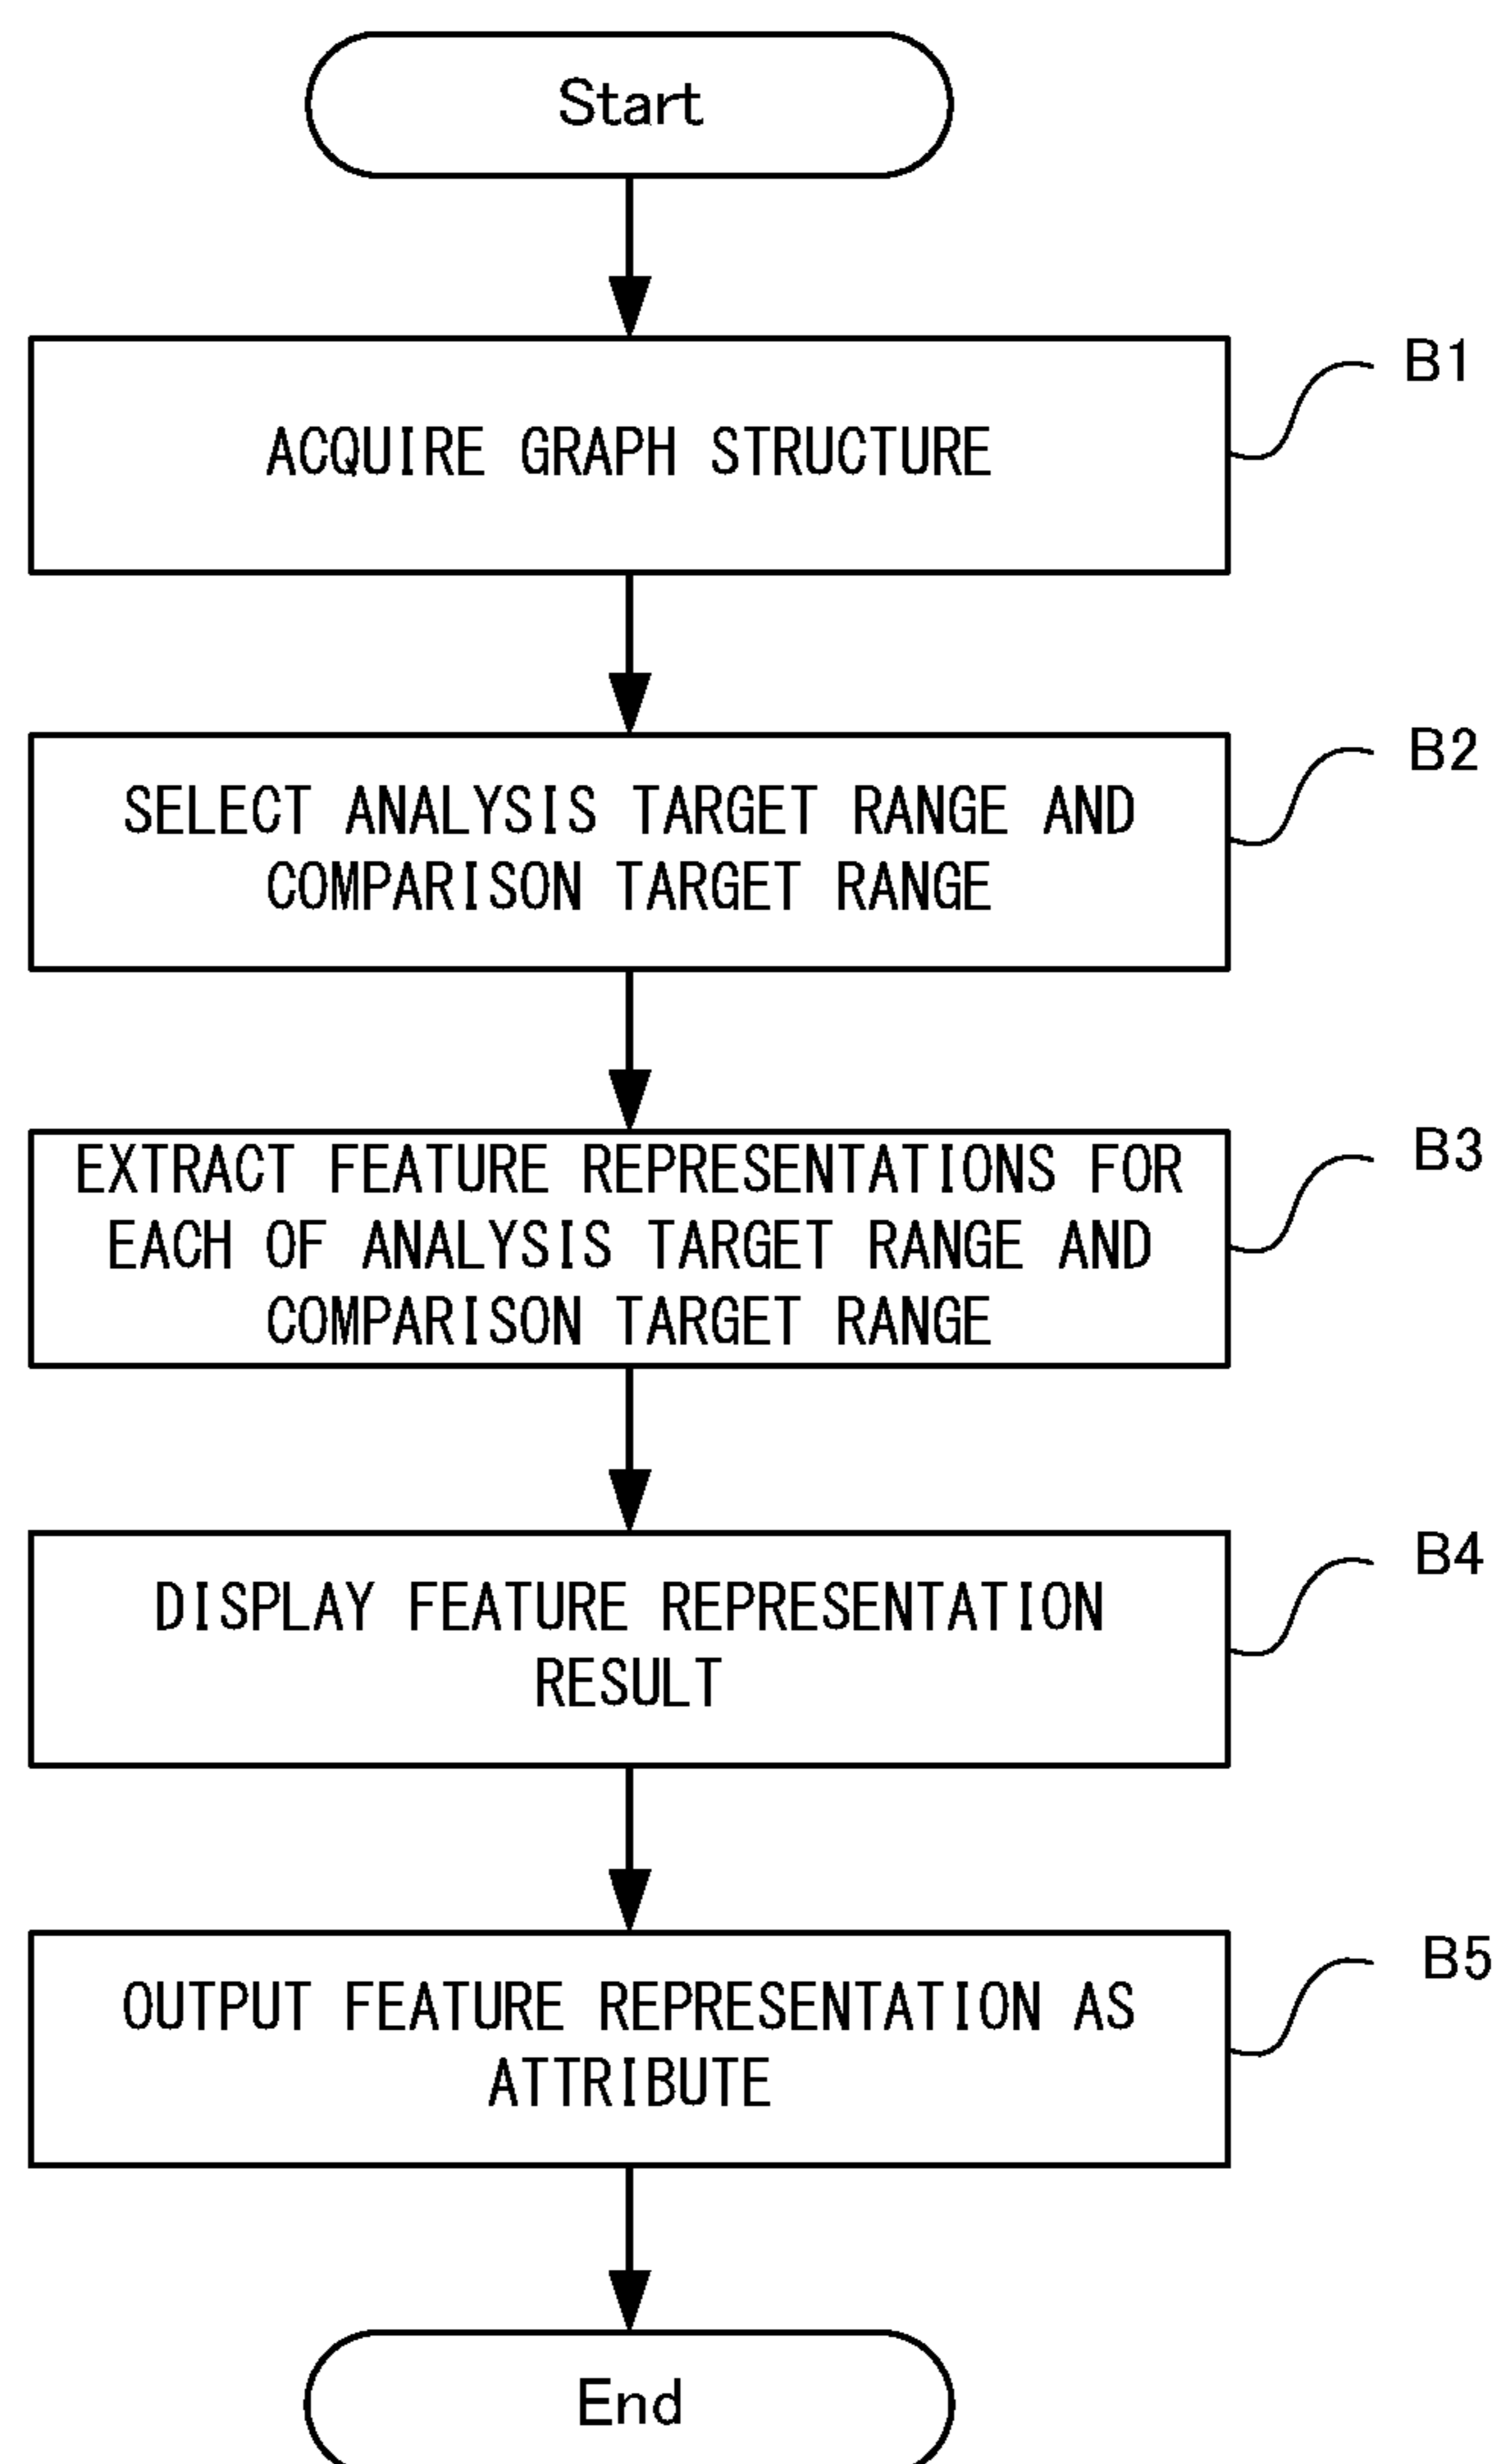 Start
B1
ACQUIRE GRAPH STRUCTURE
B2
SELECT ANALYSIS TARGET RANGE AND
COMPARISON TARGET RANGE
B3
EXTRACT FEATURE REPRESENTATIONS FOR
EACH OF ANALYSIS TARGET RANGE AND
COMPARISON TARGET RANGE
B4
DISPLAY FEATURE REPRESENTATION
RESULT
B5
OUTPUT FEATURE REPRESENTATION AS
ATTRIBUTE
End